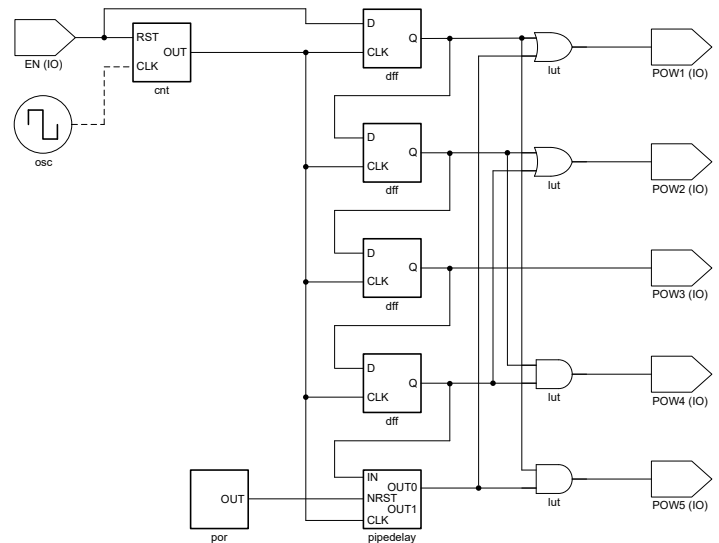 D
Q
CLK
dff
EN (IO)
RST
OUT
CLK
cnt
lut
POW1 (IO)
osc
D
Q
CLK
dff
lut
POW2 (IO)
D
Q
CLK
dff
POW3 (IO)
D
Q
CLK
dff
lut
POW4 (IO)
OUT
por
IN
OUT0
NRST
OUT1
CLK
pipedelay
lut
POW5 (IO)